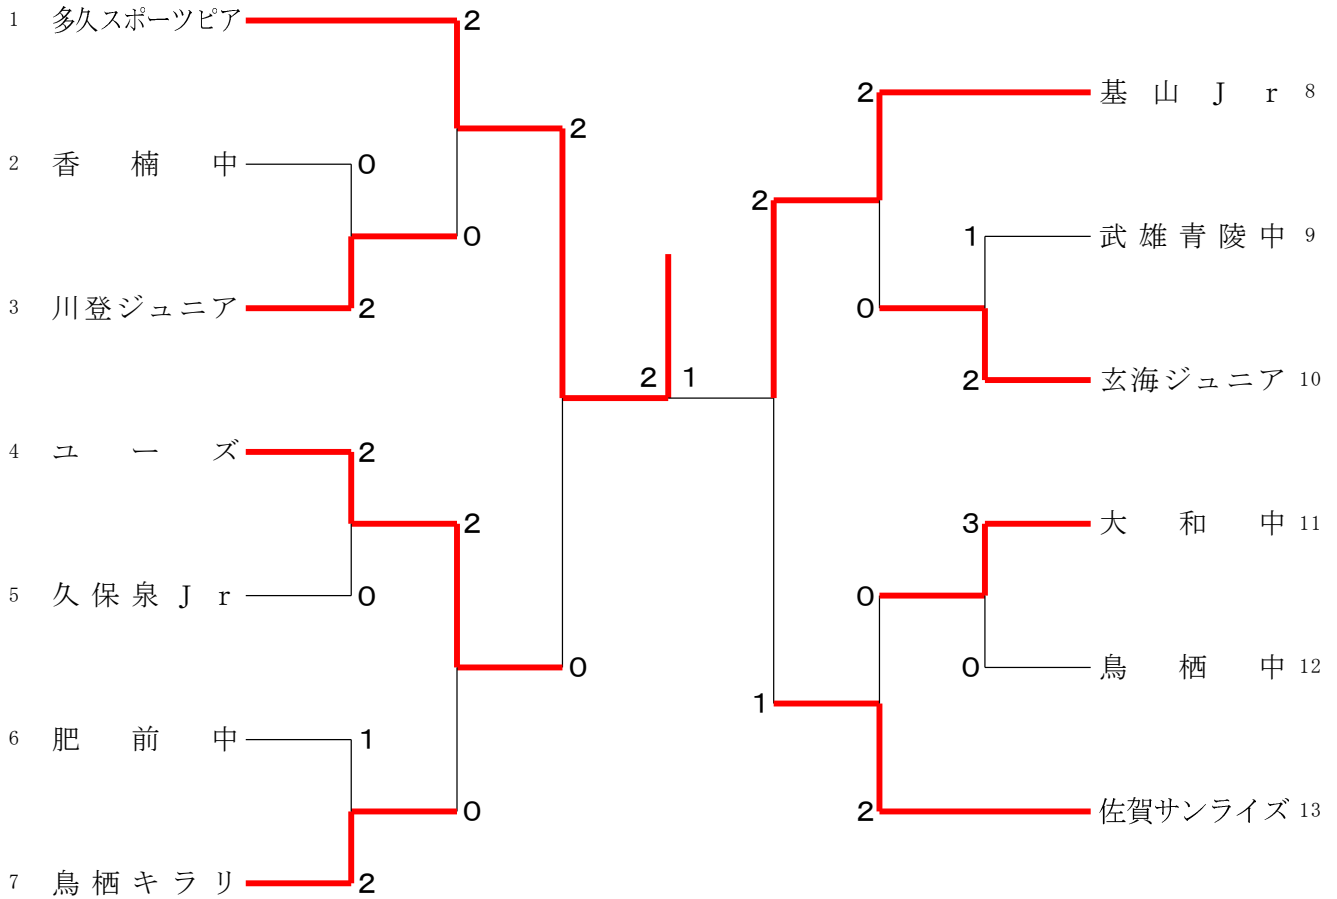 1 多久スポーツピア 2
2 基山Jr 8
2
2 香楠中 0
2
0
1 武雄青陵中 9
3 川登ジュニア 2
0
2 1
2 玄海ジュニア 10
4 ユーズ 2
2
3 大和中 11
5 久保泉Jr 0
0
0
0 鳥栖中 12
1
6 肥前中 1
0
2 佐賀サンライズ 13
7 鳥栖キラリ 2